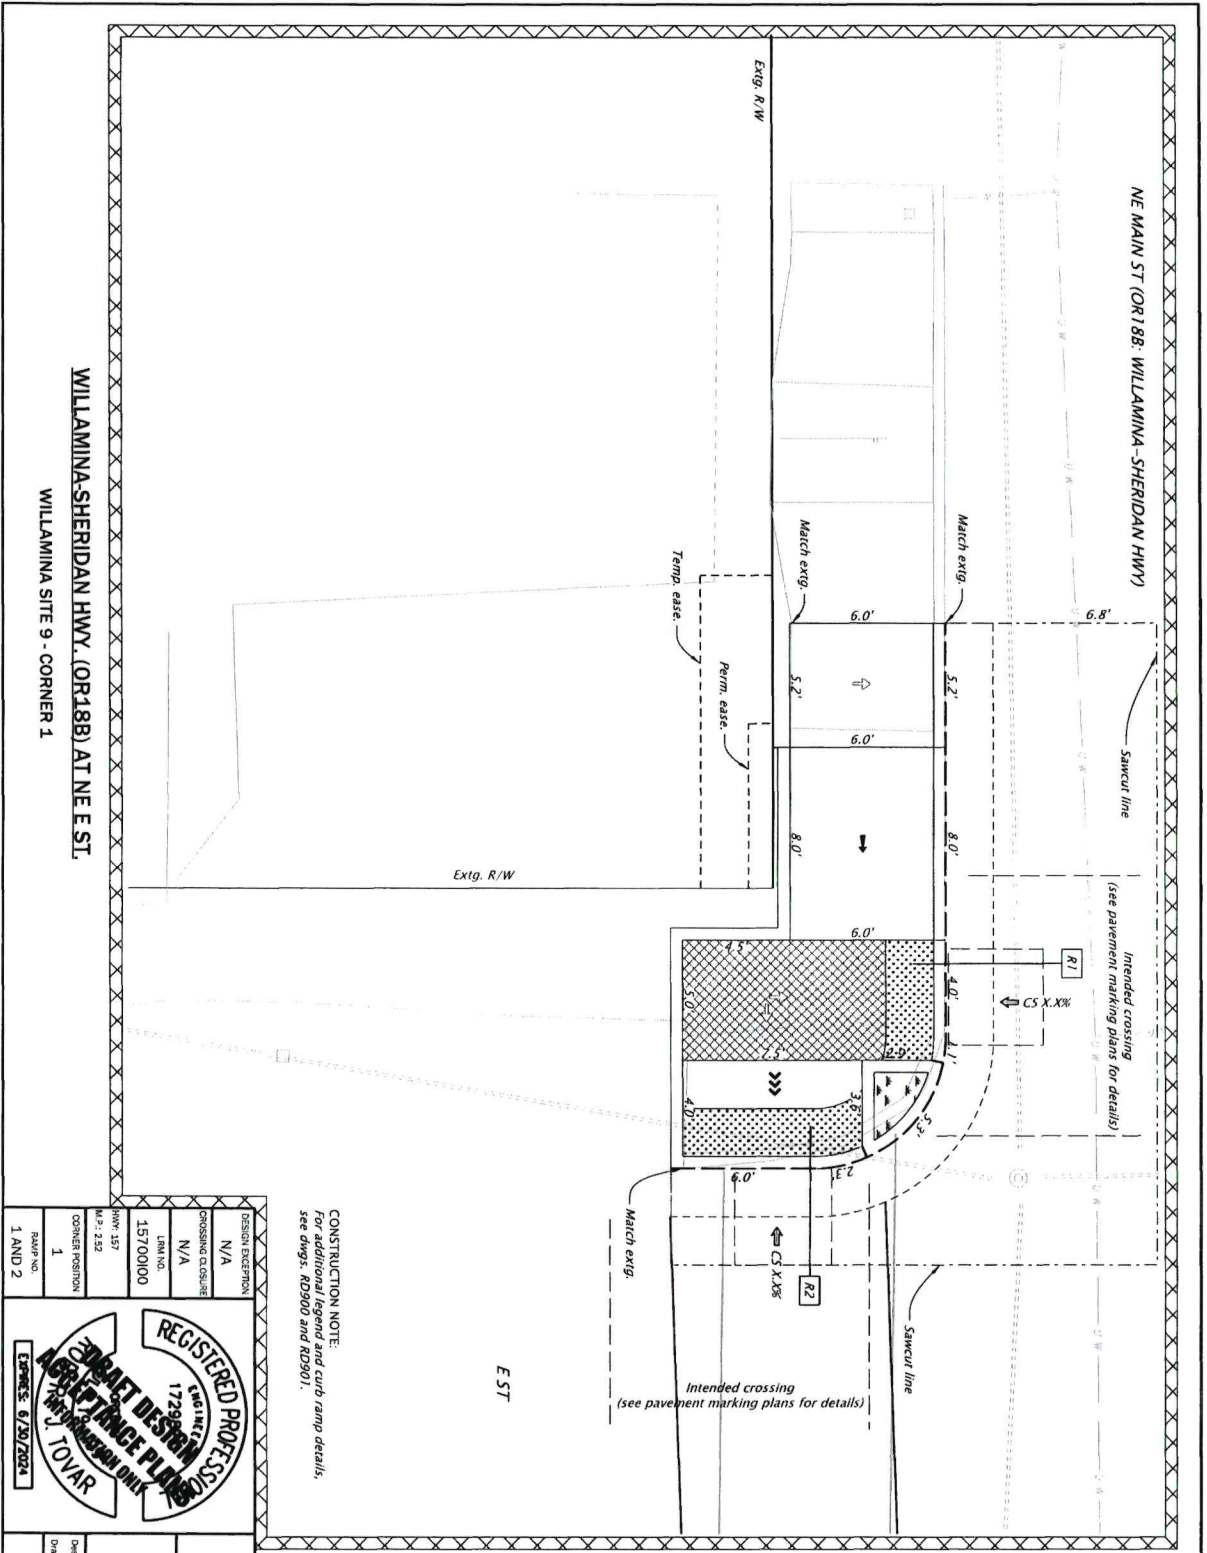 NE MAIN ST (OR18B: WILLAMINA-SHERIDAN HWY)
Extg. R/W
Match extg.
Match extg.
Temp. ease.
Perm. ease.
6.0'
5.2'
5.2'
6.0'
6.8'
Sawcut line
8.0'
8.0'
6.0'
Intended crossing
(see pavement marking plans for details)
R1
CS X.X%
4.0'
1.1'
4.5'
5.0'
7.5'
2.9'
5.3'
3.6'
4.0'
6.0'
2.3'
Extg. R/W
Match extg.
CS X.X%
R2
Sawcut line
Intended crossing
(see pavement marking plans for details)
E ST
CONSTRUCTION NOTE:
For additional legend and curb ramp details,
see dwgs. RD900 and RD901.
WILLAMINA-SHERIDAN HWY. (OR18B) AT NE E ST.
WILLAMINA SITE 9 - CORNER 1
DESIGN EXCEPTION
N/A
CROSSING CLOSURE
N/A
LRM NO.
15700I00
HWY: 157
M.P.: 2.52
CORNER POSITION
1
RAMP NO.
1 AND 2
REGISTERED PROFESSIONAL
ENGINEER
DRAFT DESIGN
ACCEPTANCE PLANS
INFORMATION ONLY
J. TOVAR
EXPIRES: 6/30/2024